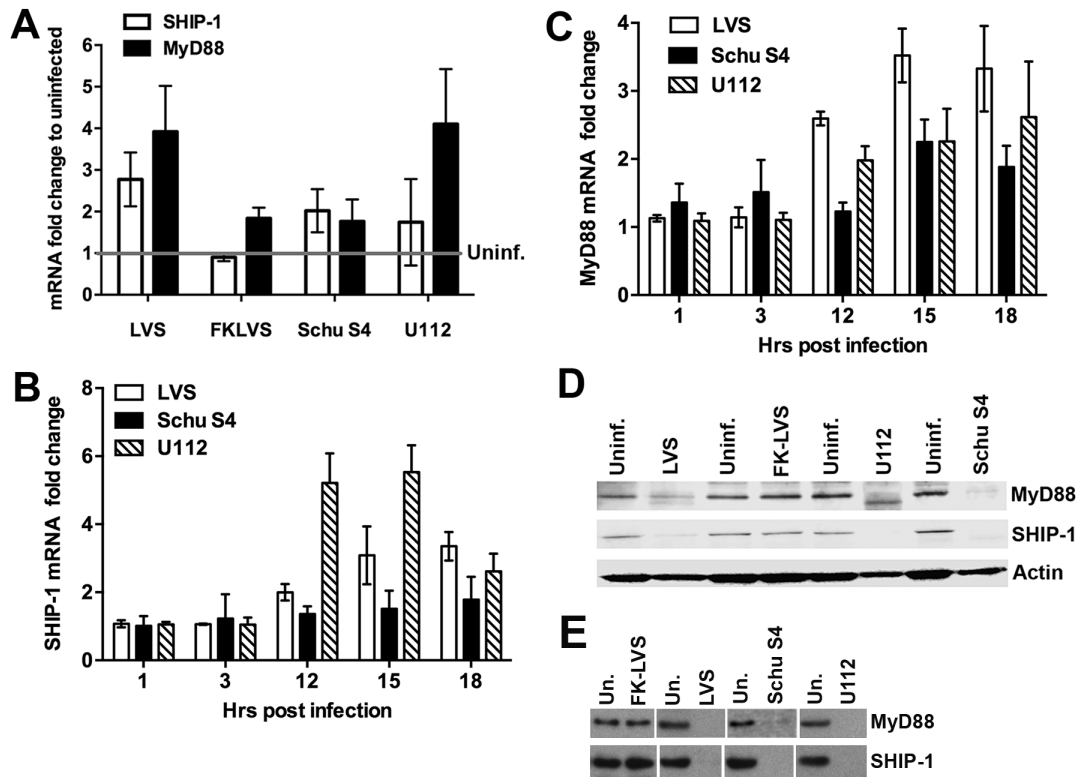 A
SHIP-1
MyD88
mRNA fold change to uninfected
6
5
4
3
2
1
0
Uninf.
LVS FKLVS Schu S4 U112
B
LVS
Schu S4
U112
SHIP-1 mRNA fold change
8
6
4
2
0
1 3 12 15 18
Hrs post infection
C
LVS
Schu S4
U112
MyD88 mRNA fold change
4
3
2
1
0
1 3 12 15 18
Hrs post infection
D
Uninf. LVS Uninf. FK-LVS Uninf. U112 Uninf. Schu S4
MyD88
SHIP-1
Actin
E
Un. FK-LVS Un. LVS Un. Schu S4 Un. U112
MyD88
SHIP-1